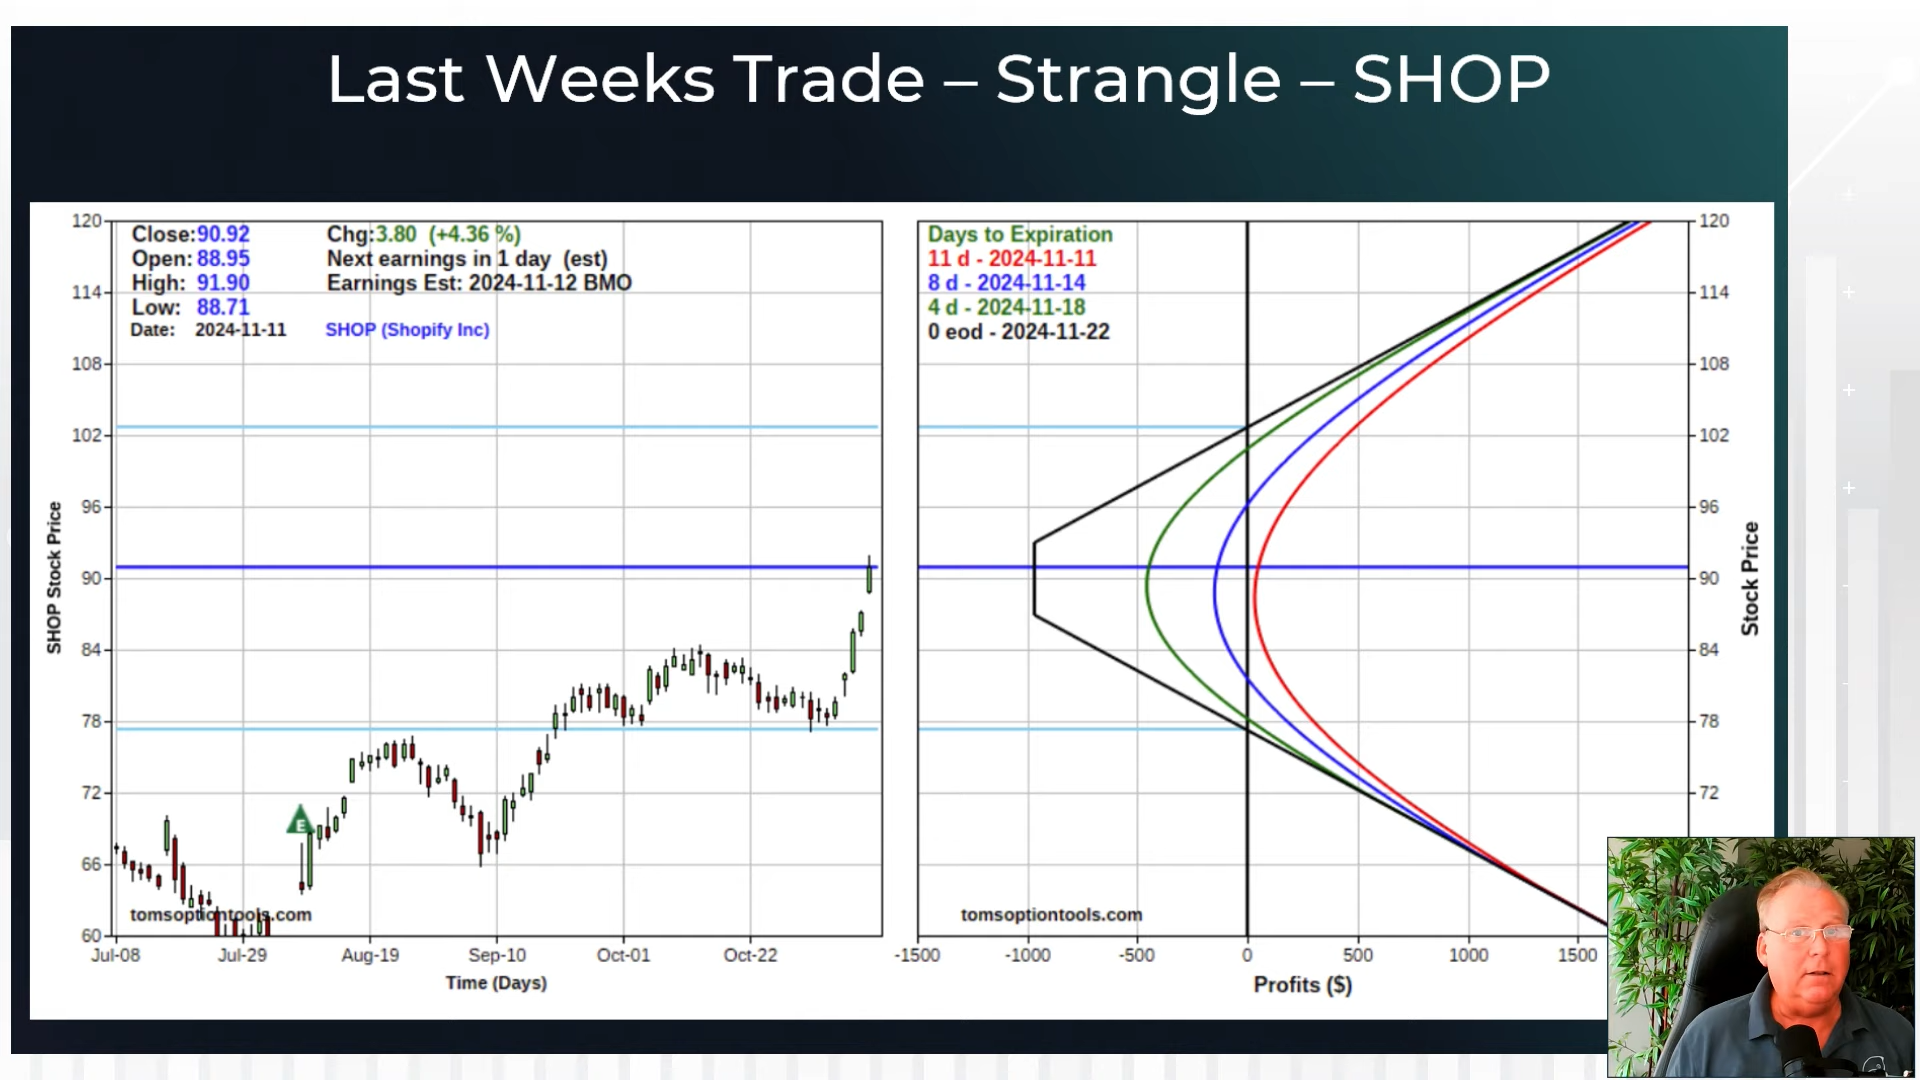 Last Weeks Trade – Strangle – SHOP
Close: 90.92
Chg: 3.80 (+4.36 %)
Open: 88.95
Next earnings in 1 day (est)
High: 91.90
Earnings Est: 2024-11-12 BMO
Low: 88.71
Date: 2024-11-11
SHOP (Shopify Inc)
120
114
108
102
96
90
84
78
72
66
60
SHOP Stock Price
E
tomsoptiontools.com
Jul-08
Jul-29
Aug-19
Sep-10
Oct-01
Oct-22
Time (Days)
Days to Expiration
11 d - 2024-11-11
8 d - 2024-11-14
4 d - 2024-11-18
0 eod - 2024-11-22
120
114
108
102
96
90
84
78
72
Stock Price
tomsoptiontools.com
-1500
-1000
-500
0
500
1000
1500
Profits ($)